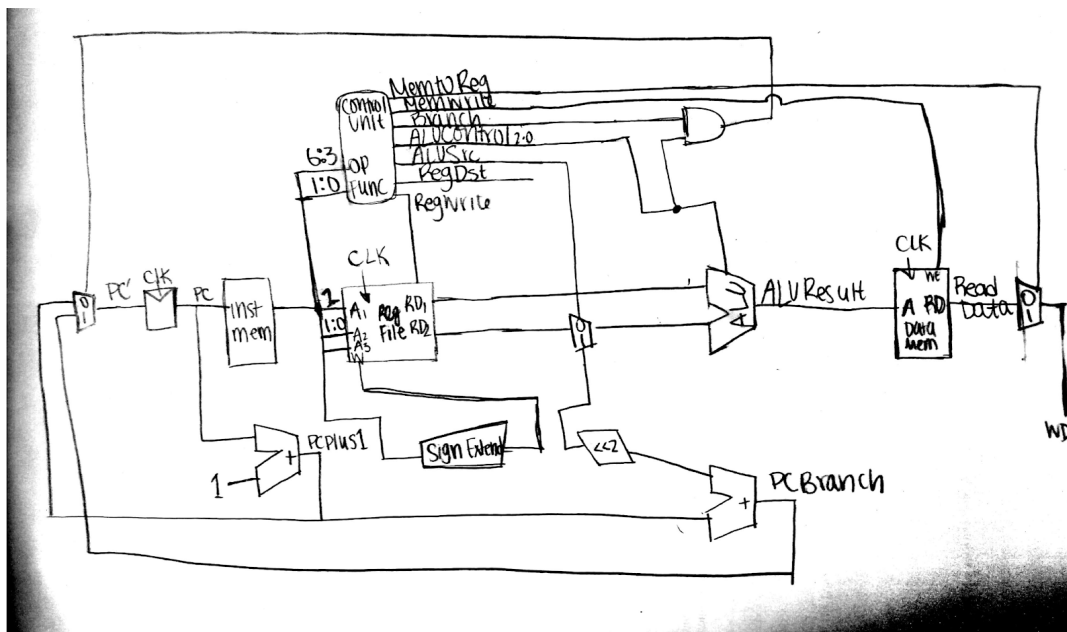 MemtoReg
MemWrite
Branch
ALUControl 2:0
ALUSrc
RegDst
RegWrite
Control
Unit
6:3
OP
1:0
Func
CLK
PC'
CLK
PC
Inst
mem
1:0
A1
Reg
RD1
A2
File
RD2
A3
W
0
1
0
1
ALU
ALUResult
CLK
WE
A
RD
Data
Mem
Read
Data
0
1
WD
PCPlus1
+
1
Sign Extend
<<2
+
PCBranch